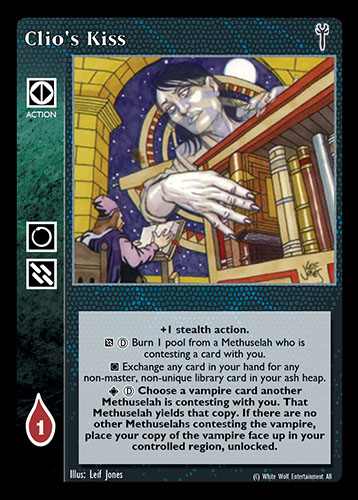 Clio's Kiss
ACTION
+1 stealth action.
Ⓓ Burn 1 pool from a Methuselah who is
contesting a card with you.
Exchange any card in your hand for any
non-master, non-unique library card in your ash heap.
Ⓓ Choose a vampire card another
Methuselah is contesting with you. That
Methuselah yields that copy. If there are no
other Methuselahs contesting the vampire,
place your copy of the vampire face up in your
controlled region, unlocked.
1
Illus: Leif Jones
(C) White Wolf Entertainment AB